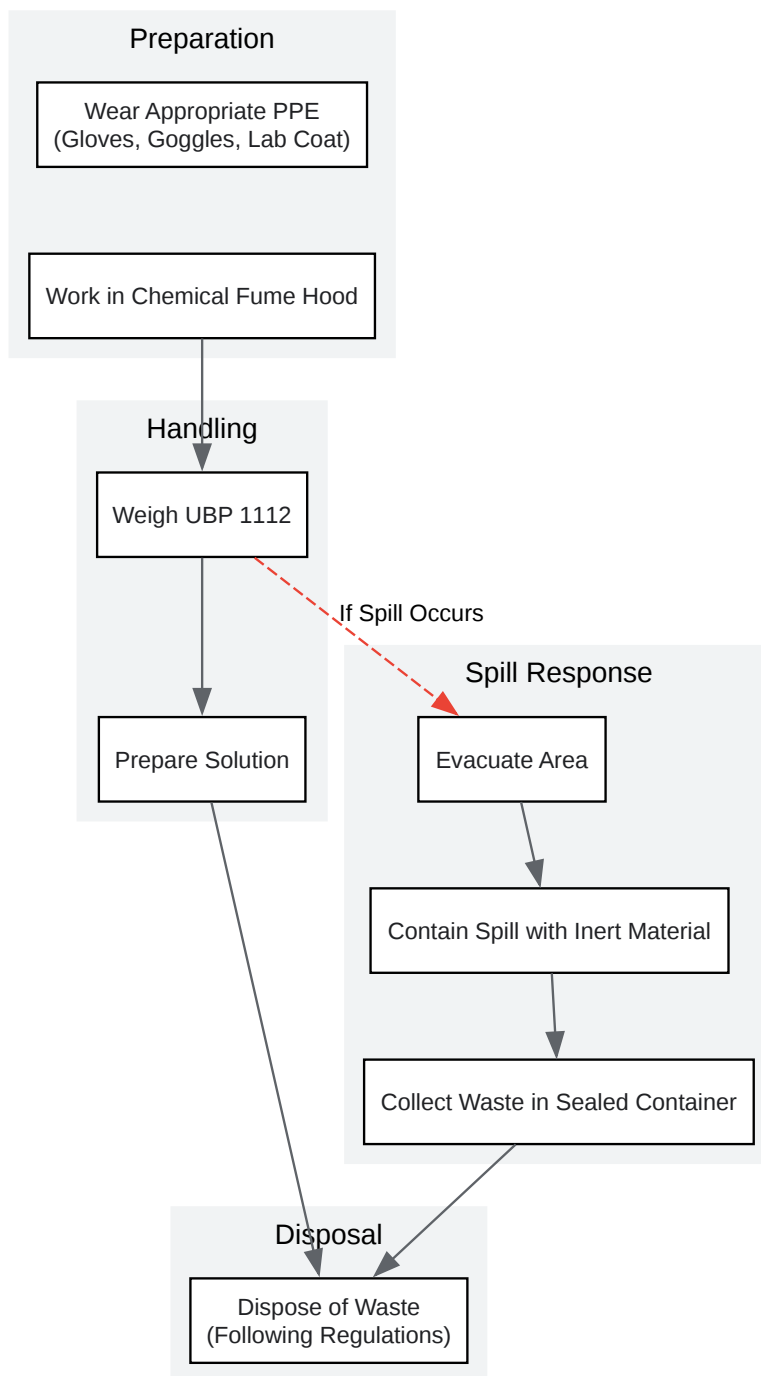 Preparation
Wear Appropriate PPE
(Gloves, Goggles, Lab Coat)
Work in Chemical Fume Hood
Handling
Weigh UBP 1112
If Spill Occurs
Spill Response
Prepare Solution
Evacuate Area
Contain Spill with Inert Material
Collect Waste in Sealed Container
Disposal
Dispose of Waste
(Following Regulations)